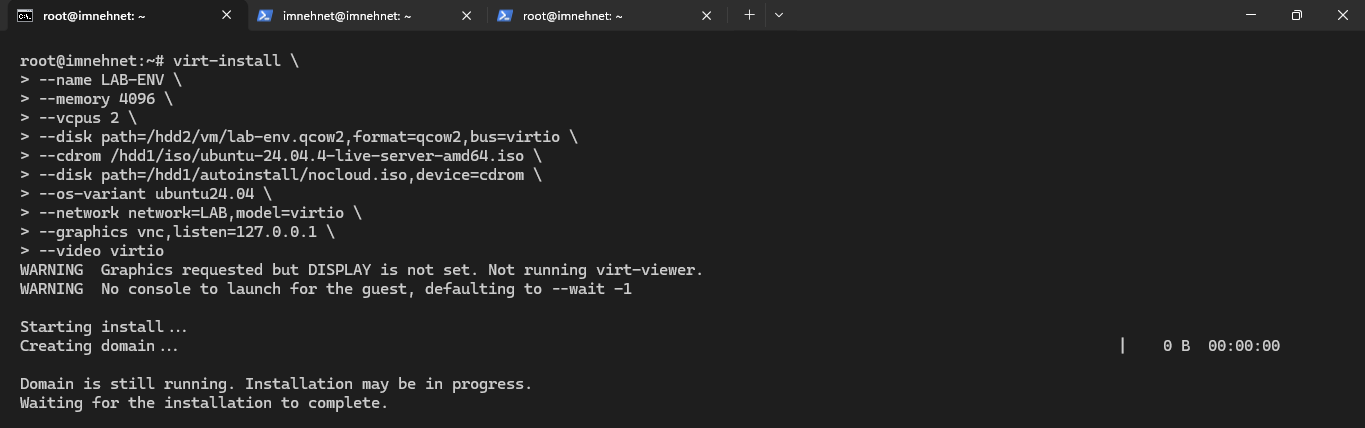 root@imnehnet: ~
imnehnet@imnehnet: ~
root@imnehnet: ~
root@imnehnet:~# virt-install \
> --name LAB-ENV \
> --memory 4096 \
> --vcpus 2 \
> --disk path=/hdd2/vm/lab-env.qcow2,format=qcow2,bus=virtio \
> --cdrom /hdd1/iso/ubuntu-24.04.4-live-server-amd64.iso \
> --disk path=/hdd1/autoinstall/nocloud.iso,device=cdrom \
> --os-variant ubuntu24.04 \
> --network network=LAB,model=virtio \
> --graphics vnc,listen=127.0.0.1 \
> --video virtio
WARNING  Graphics requested but DISPLAY is not set. Not running virt-viewer.
WARNING  No console to launch for the guest, defaulting to --wait -1
Starting install...
Creating domain... |    0 B  00:00:00
Domain is still running. Installation may be in progress.
Waiting for the installation to complete.